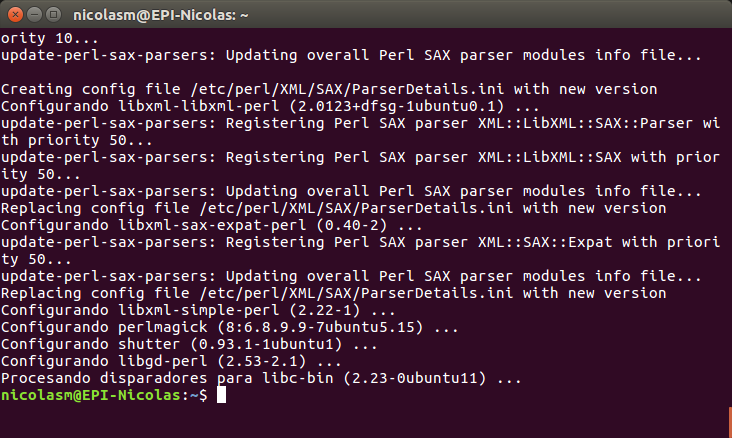 nicolasm@EPI-Nicolas: ~
ority 10...
update-perl-sax-parsers: Updating overall Perl SAX parser modules info file...
Creating config file /etc/perl/XML/SAX/ParserDetails.ini with new version
Configurando libxml-libxml-perl (2.0123+dfsg-1ubuntu0.1) ...
update-perl-sax-parsers: Registering Perl SAX parser XML::LibXML::SAX::Parser wi
th priority 50...
update-perl-sax-parsers: Registering Perl SAX parser XML::LibXML::SAX with prior
ity 50...
update-perl-sax-parsers: Updating overall Perl SAX parser modules info file...
Replacing config file /etc/perl/XML/SAX/ParserDetails.ini with new version
Configurando libxml-sax-expat-perl (0.40-2) ...
update-perl-sax-parsers: Registering Perl SAX parser XML::SAX::Expat with priori
ty 50...
update-perl-sax-parsers: Updating overall Perl SAX parser modules info file...
Replacing config file /etc/perl/XML/SAX/ParserDetails.ini with new version
Configurando libxml-simple-perl (2.22-1) ...
Configurando perlmagick (8:6.8.9.9-7ubuntu5.15) ...
Configurando shutter (0.93.1-1ubuntu1) ...
Configurando libgd-perl (2.53-2.1) ...
Procesando disparadores para libc-bin (2.23-0ubuntu11) ...
nicolasm@EPI-Nicolas:~$